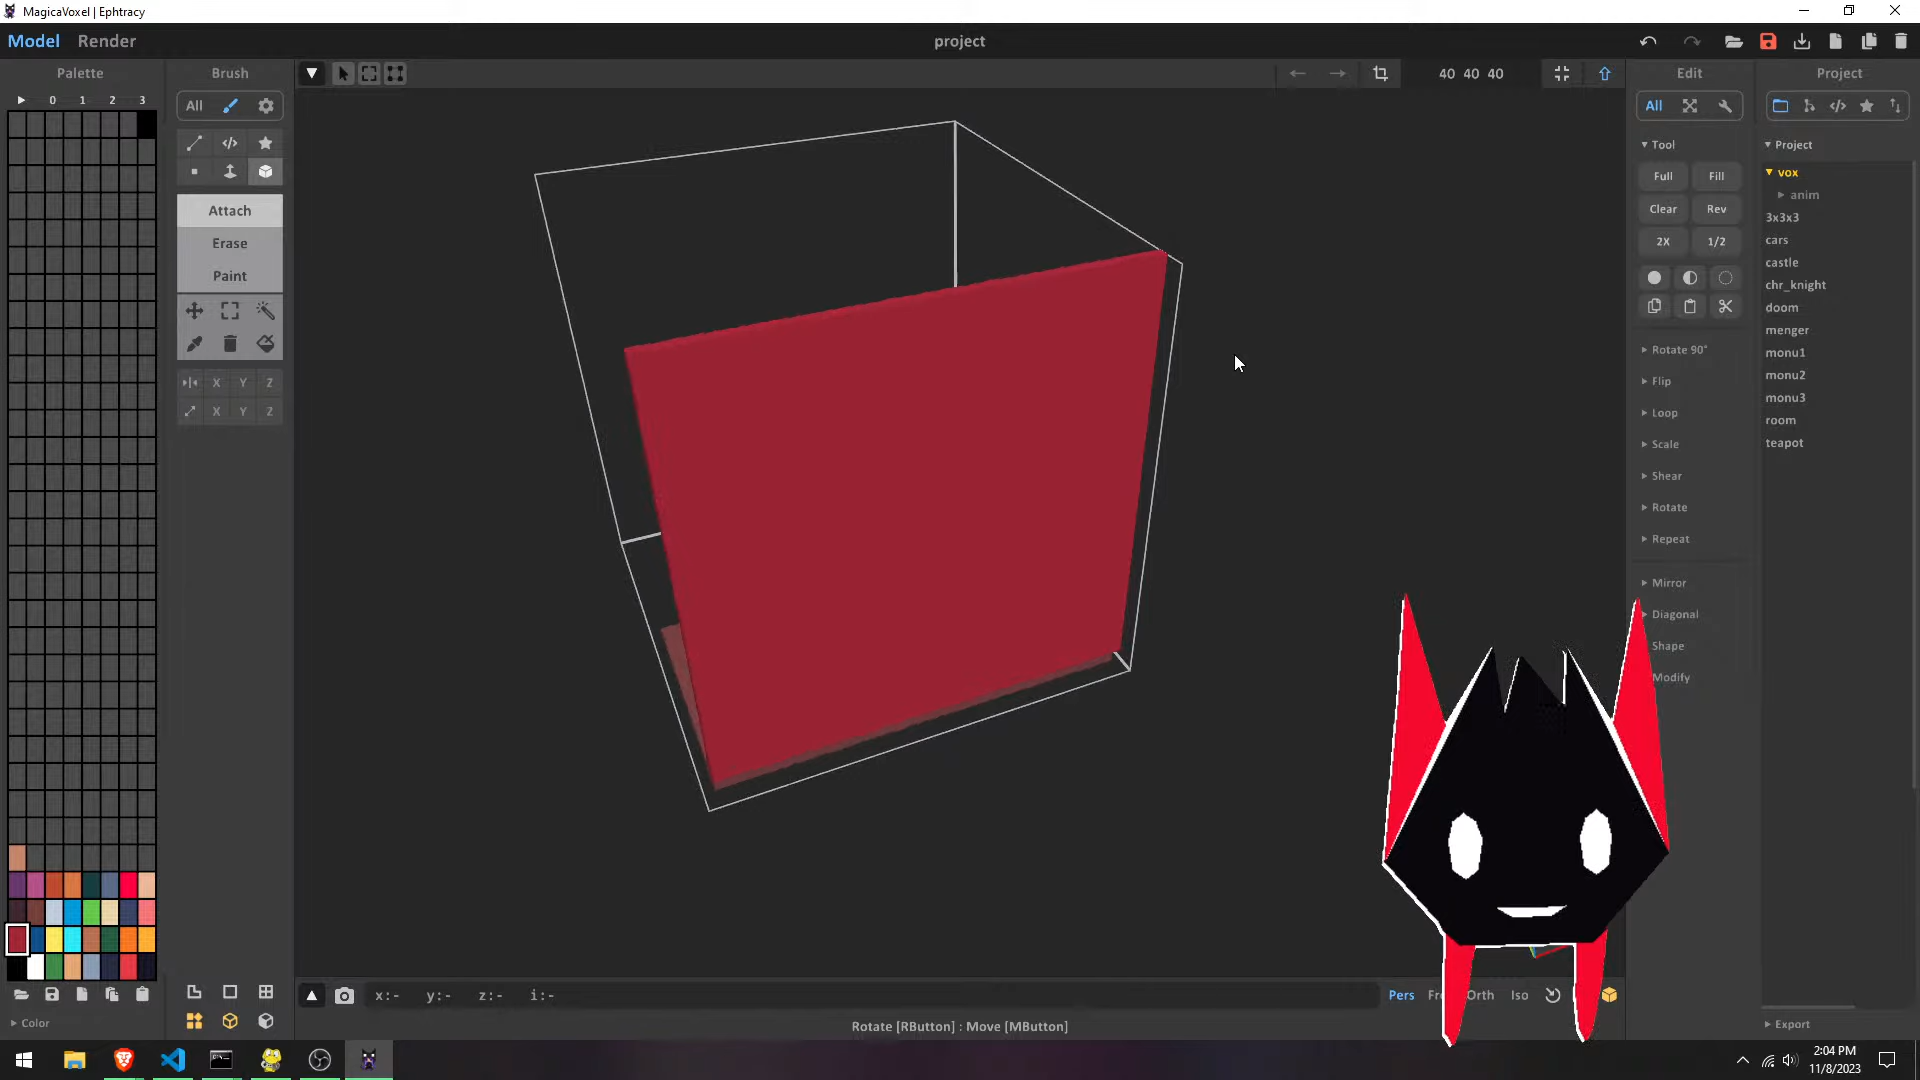 MagicaVoxel | Ephtracy
Model Render
project
Palette
Brush
40 40 40
Edit
Project
0 1 2 3
All
All
Project
Tool
vox
anim
Full Fill
Clear Rev
2X 1/2
3x3x3
cars
castle
chr_knight
doom
menger
monu1
monu2
monu3
room
teapot
Attach
Erase
Paint
X Y Z
X Y Z
Rotate 90°
Flip
Loop
Scale
Shear
Rotate
Repeat
Mirror
Diagonal
Shape
Modify
x:- y:- z:- i:-
Pers Fr Orth Iso
Color
Export
Rotate [RButton] : Move [MButton]
2:04 PM
11/8/2023